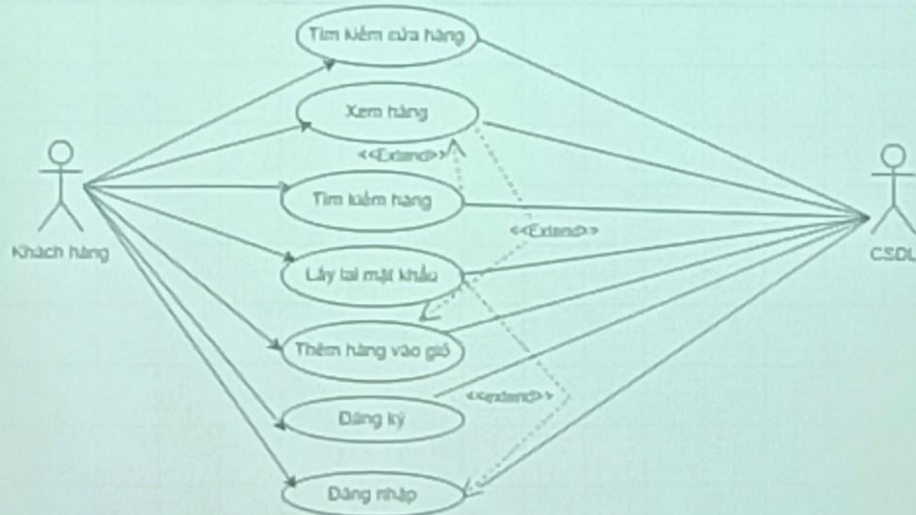 Tìm kiếm cửa hàng
Xem hàng
<<Extend>>
Tìm kiếm hàng
Khách hàng
<<Extend>>
CSDL
Lấy lại mật khẩu
Thêm hàng vào giỏ
<<extend>>
Đăng ký
Đăng nhập